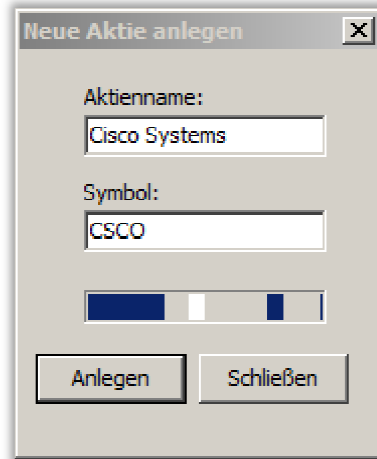 Neue Aktie anlegen
Aktienname:
Cisco Systems
Symbol:
CSCO
Anlegen Schließen